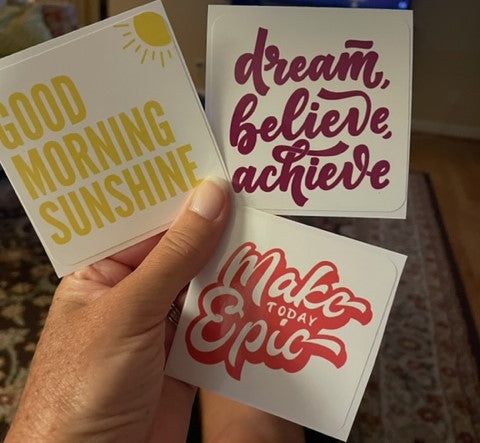 GOOD
MORNING
SUNSHINE
dream,
believe,
achieve
Make
TODAY
Epic